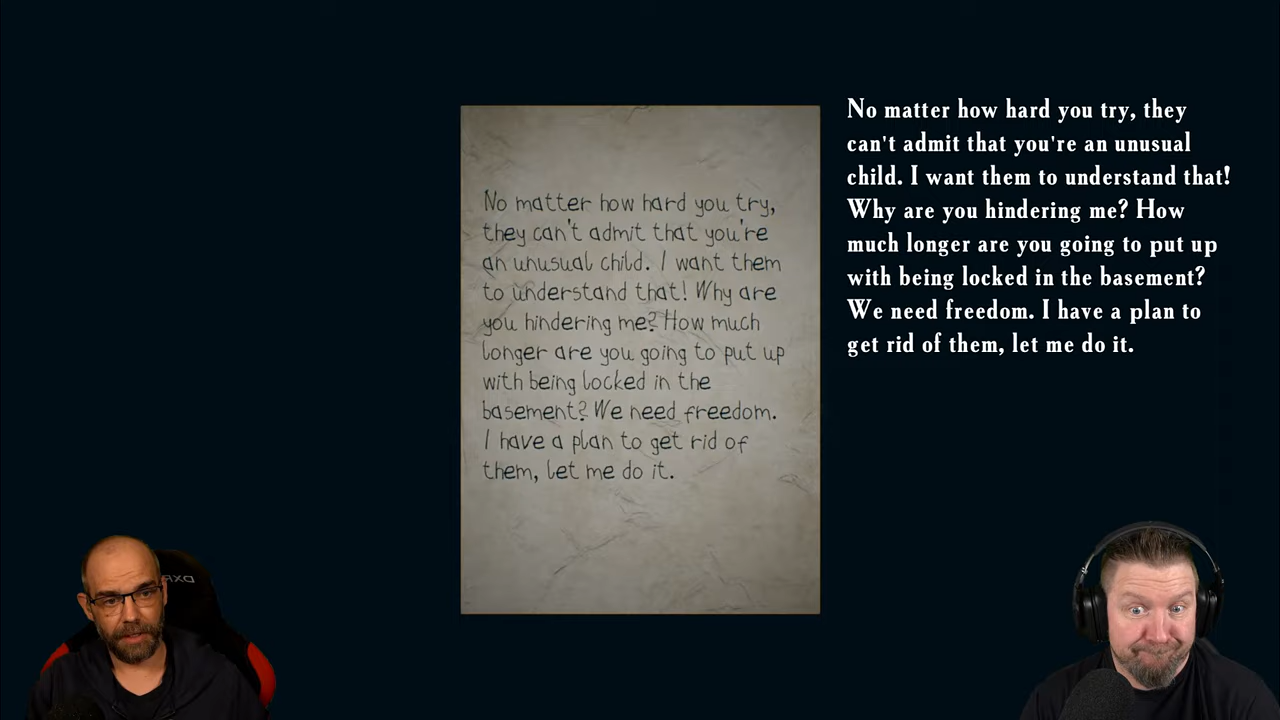 No matter how hard you try,
they can't admit that you're
an unusual child. I want them
to understand that! Why are
you hindering me? How much
longer are you going to put up
with being locked in the
basement? We need freedom.
I have a plan to get rid of
them, let me do it.
No matter how hard you try, they
can't admit that you're an unusual
child. I want them to understand that!
Why are you hindering me? How
much longer are you going to put up
with being locked in the basement?
We need freedom. I have a plan to
get rid of them, let me do it.
DXR